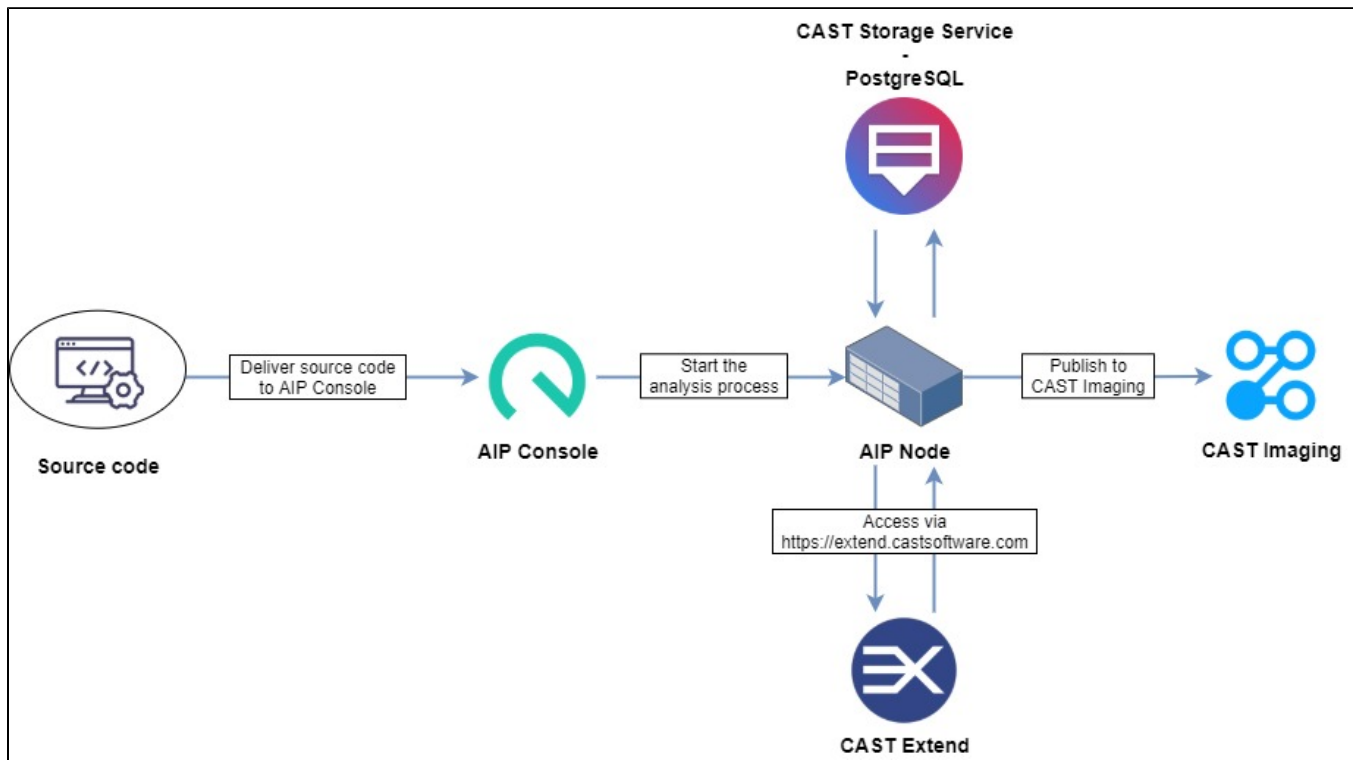 CAST Storage Service
-
PostgreSQL
Deliver source code
to AIP Console
Start the
analysis process
Publish to
CAST Imaging
Source code
AIP Console
AIP Node
CAST Imaging
Access via
https://extend.castsoftware.com
CAST Extend